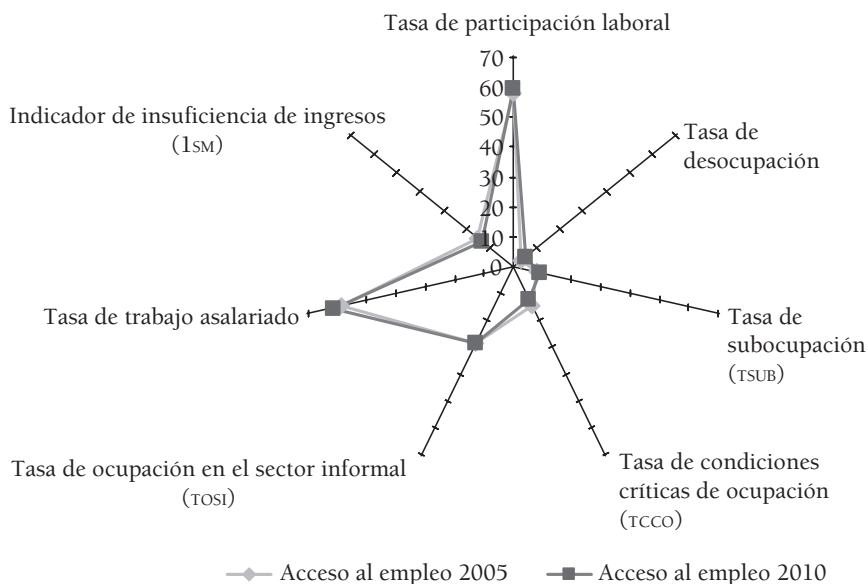 Tasa de participación laboral
70
60
50
40
30
20
10
0
Indicador de insuficiencia de ingresos
(1SM)
Tasa de
desocupación
Tasa de trabajo asalariado
Tasa de
subocupación
(TSUB)
Tasa de ocupación en el sector informal
(TOSI)
Tasa de condiciones
críticas de ocupación
(TCCO)
Acceso al empleo 2005
Acceso al empleo 2010